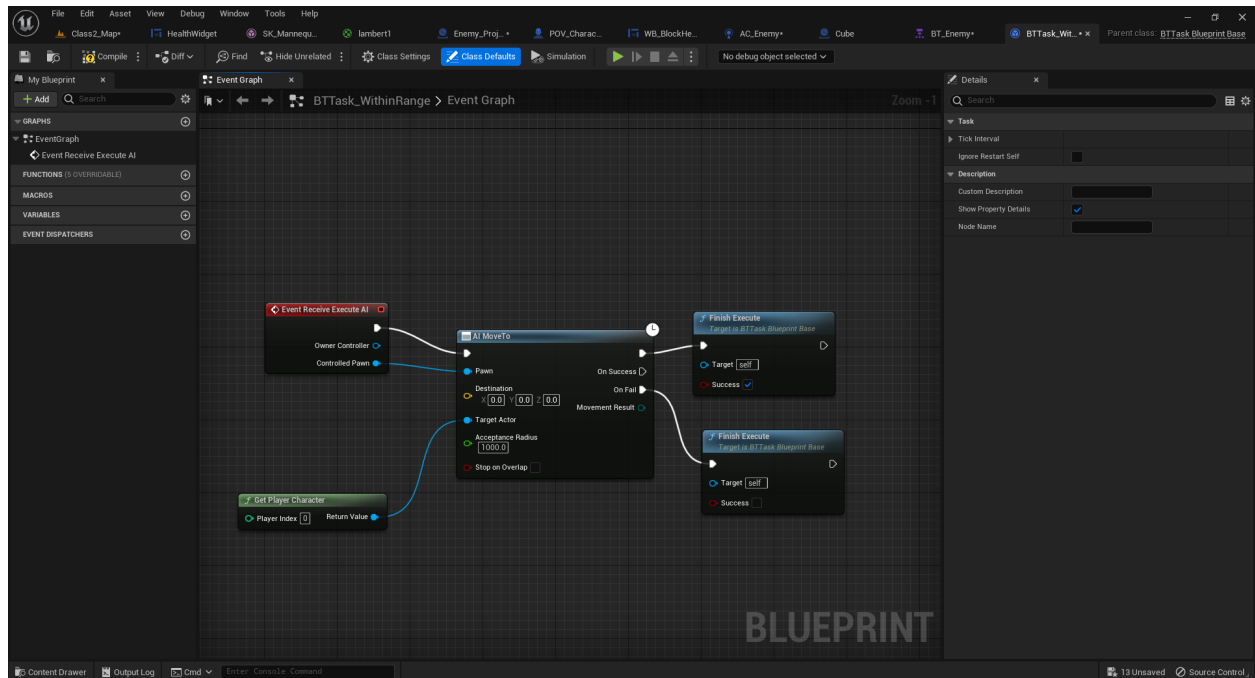 File Edit Asset View Debug Window Tools Help
Class2_Map• HealthWidget SK_Mannequ... lambert1 Enemy_Proj... • POV_Charac... WB_BlockHe... AC_Enemy• Cube BT_Enemy• BTTask_Wit... • × Parent class: BTTask Blueprint Base
Compile Diff Find Hide Unrelated Class Settings Class Defaults Simulation No debug object selected
My Blueprint ×
+ Add Search
GRAPHS
EventGraph
Event Receive Execute AI
FUNCTIONS (5 OVERRIDABLE)
MACROS
VARIABLES
EVENT DISPATCHERS
Event Graph ×
BTTask_WithinRange > Event Graph Zoom -1
Event Receive Execute AI
Owner Controller
Controlled Pawn
AI MoveTo
Pawn On Success
Destination On Fail
X 0.0 Y 0.0 Z 0.0
Movement Result
Target Actor
Acceptance Radius
1000.0
Stop on Overlap
Get Player Character
Player Index 0 Return Value
Finish Execute
Target is BTTask Blueprint Base
Target self
Success
Finish Execute
Target is BTTask Blueprint Base
Target self
Success
BLUEPRINT
Details ×
Search
Task
Tick Interval
Ignore Restart Self
Description
Custom Description
Show Property Details
Node Name
Content Drawer Output Log Cmd Enter Console Command 13 Unsaved Source Control